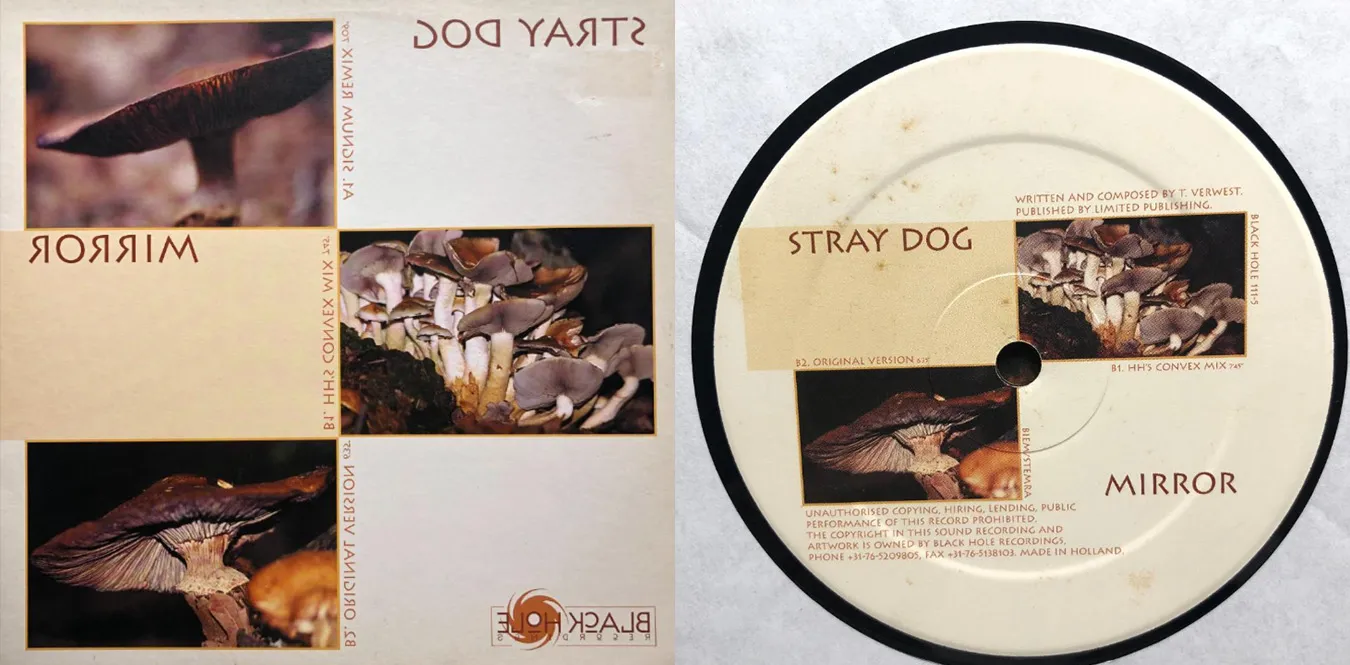 STRAY DOG
A1. SIGNUM REMIX 7'09"
MIRROR
B1. HH'S CONVEX MIX 7'45"
B2. ORIGINAL VERSION 6'35"
BLACK HOLE
RECORDINGS
WRITTEN AND COMPOSED BY T. VERWEST.
PUBLISHED BY LIMITED PUBLISHING.
STRAY DOG
BLACK HOLE 111-5
B2. ORIGINAL VERSION 6'35"
B1. HH'S CONVEX MIX 7'45"
BIEM/STEMRA
MIRROR
UNAUTHORISED COPYING, HIRING, LENDING, PUBLIC
PERFORMANCE OF THIS RECORD PROHIBITED.
THE COPYRIGHT IN THIS SOUND RECORDING AND
ARTWORK IS OWNED BY BLACK HOLE RECORDINGS,
PHONE +31-76-5209805, FAX +31-76-5138103. MADE IN HOLLAND.